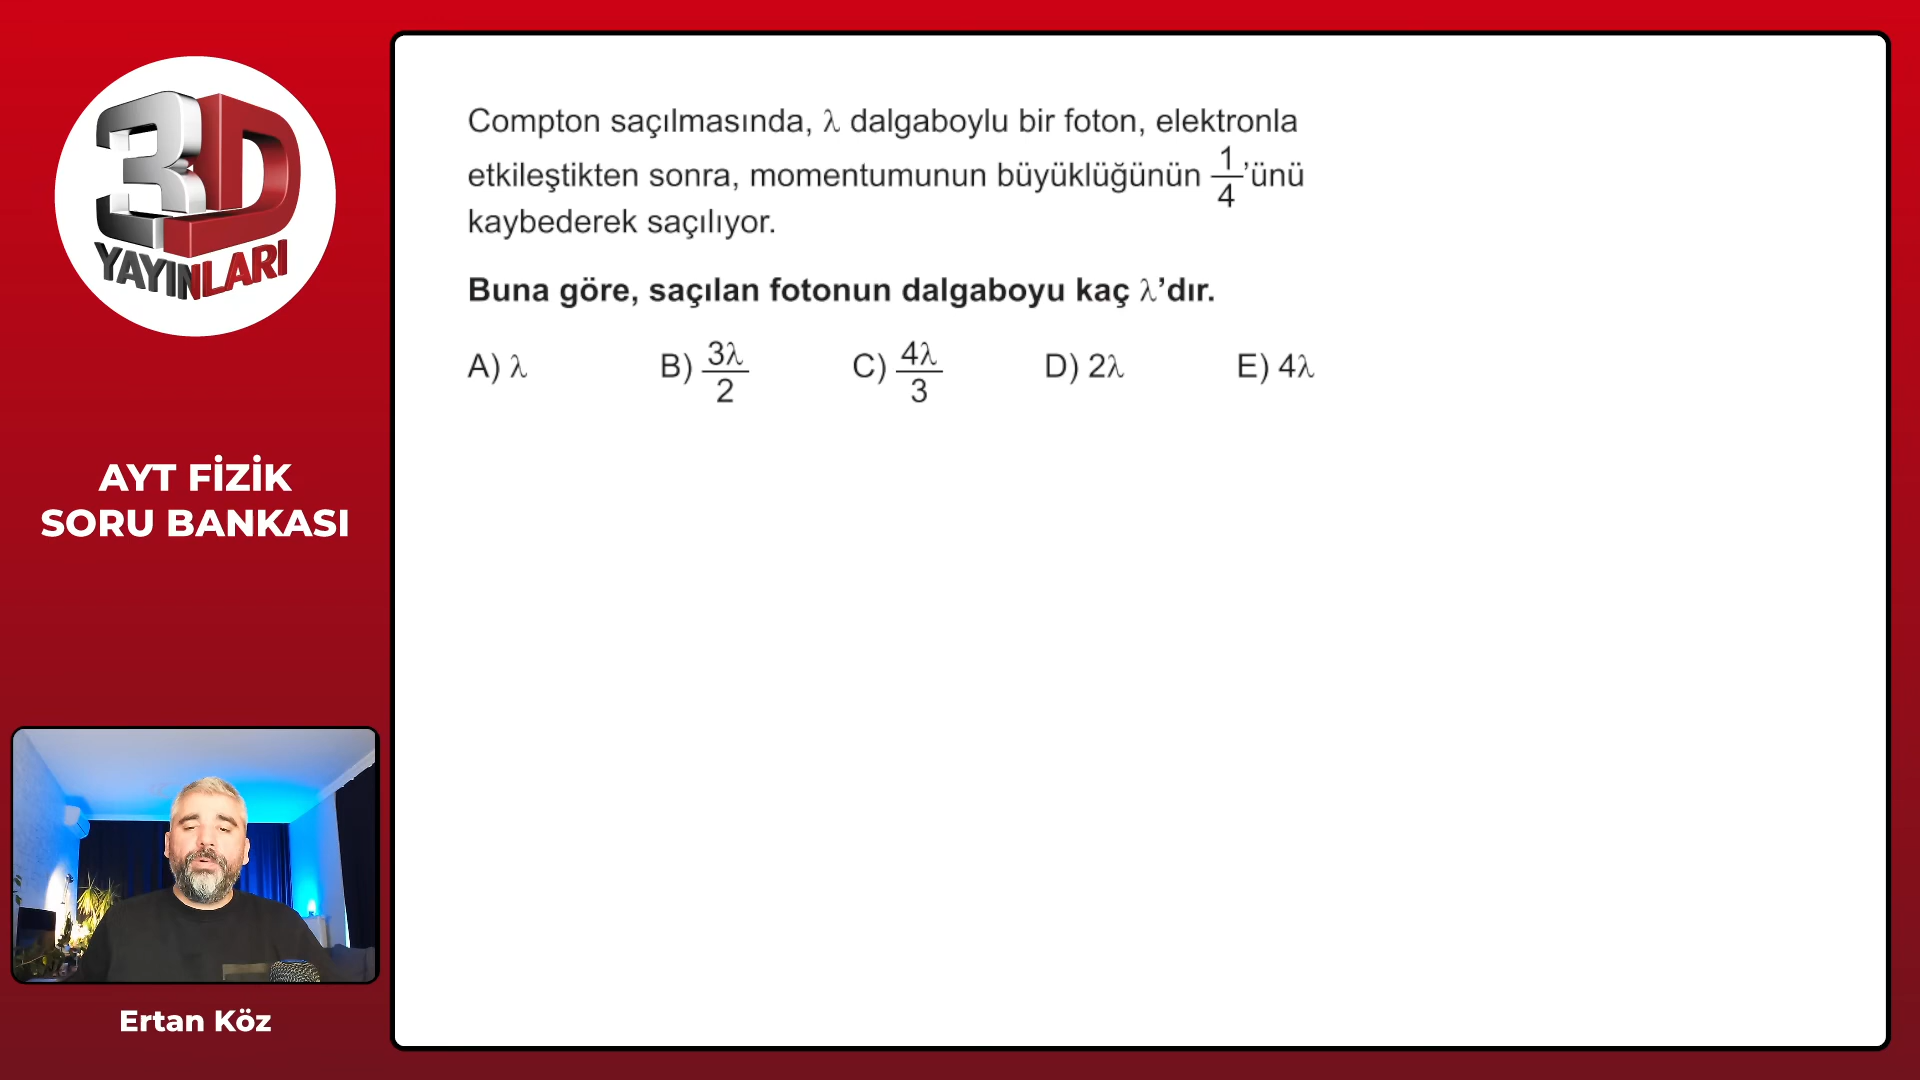 3D
YAYINLARI
AYT FİZİK
SORU BANKASI
Ertan Köz
Compton saçılmasında, λ dalgaboylu bir foton, elektronla
etkileştikten sonra, momentumunun büyüklüğünün 1/4'ünü
kaybederek saçılıyor.
Buna göre, saçılan fotonun dalgaboyu kaç λ'dır.
A) λ B) 3λ/2 C) 4λ/3 D) 2λ E) 4λ